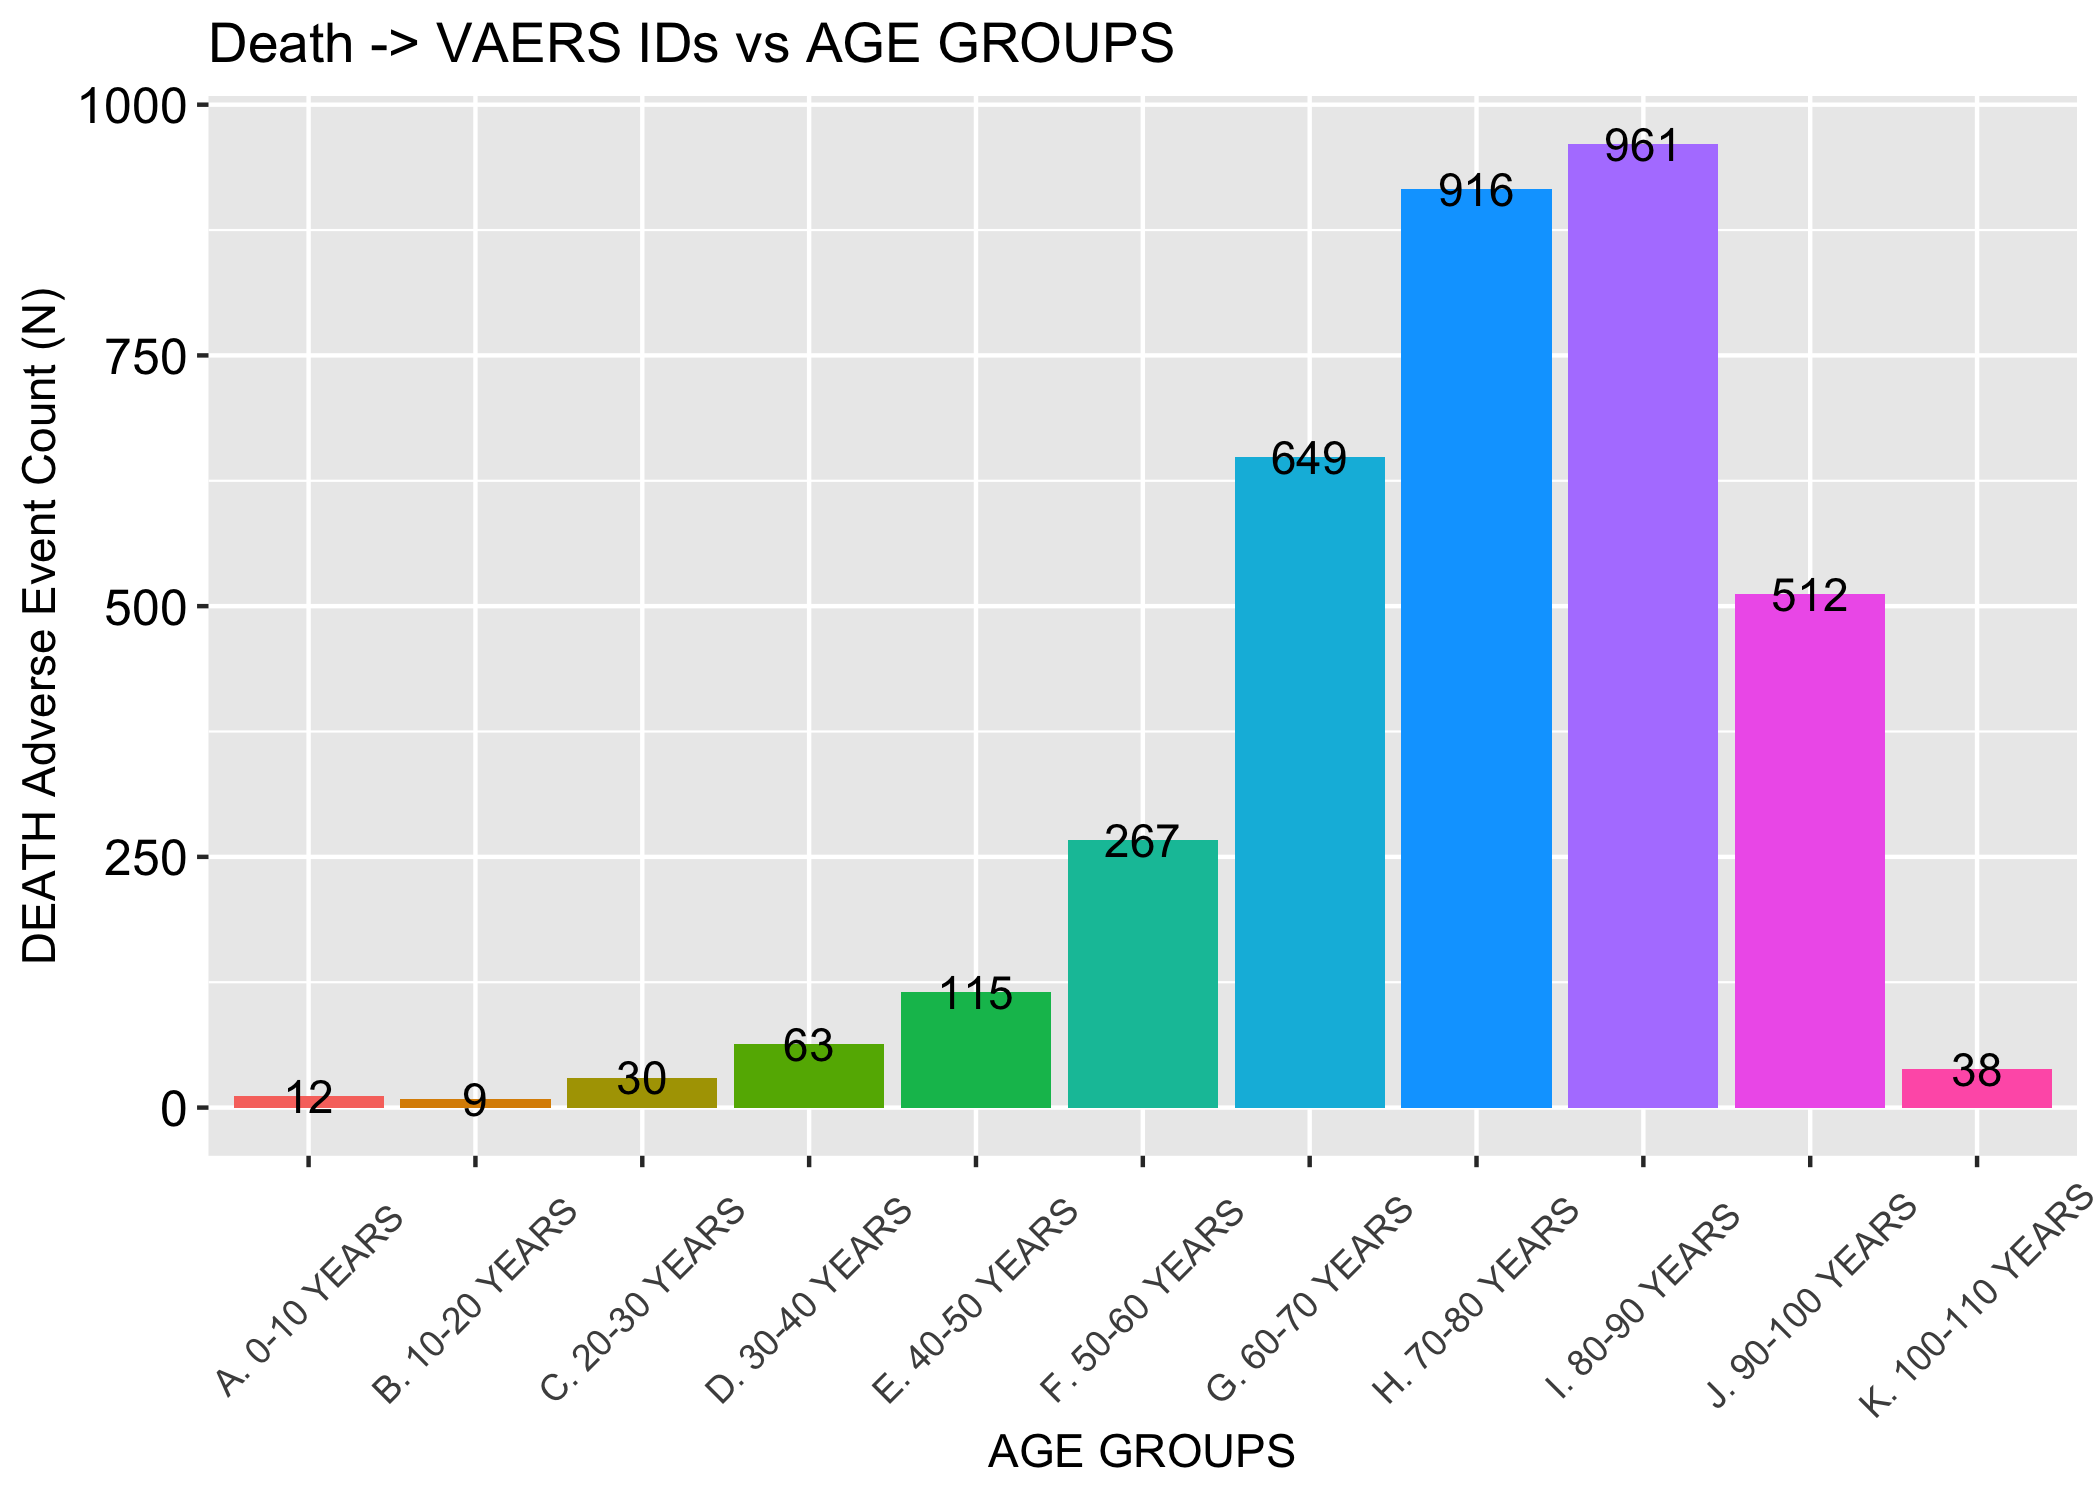 Death -> VAERS IDs vs AGE GROUPS
DEATH Adverse Event Count (N)
1000
750
500
250
0
12
9
30
63
115
267
649
916
961
512
38
A. 0-10 YEARS
B. 10-20 YEARS
C. 20-30 YEARS
D. 30-40 YEARS
E. 40-50 YEARS
F. 50-60 YEARS
G. 60-70 YEARS
H. 70-80 YEARS
I. 80-90 YEARS
J. 90-100 YEARS
K. 100-110 YEARS
AGE GROUPS